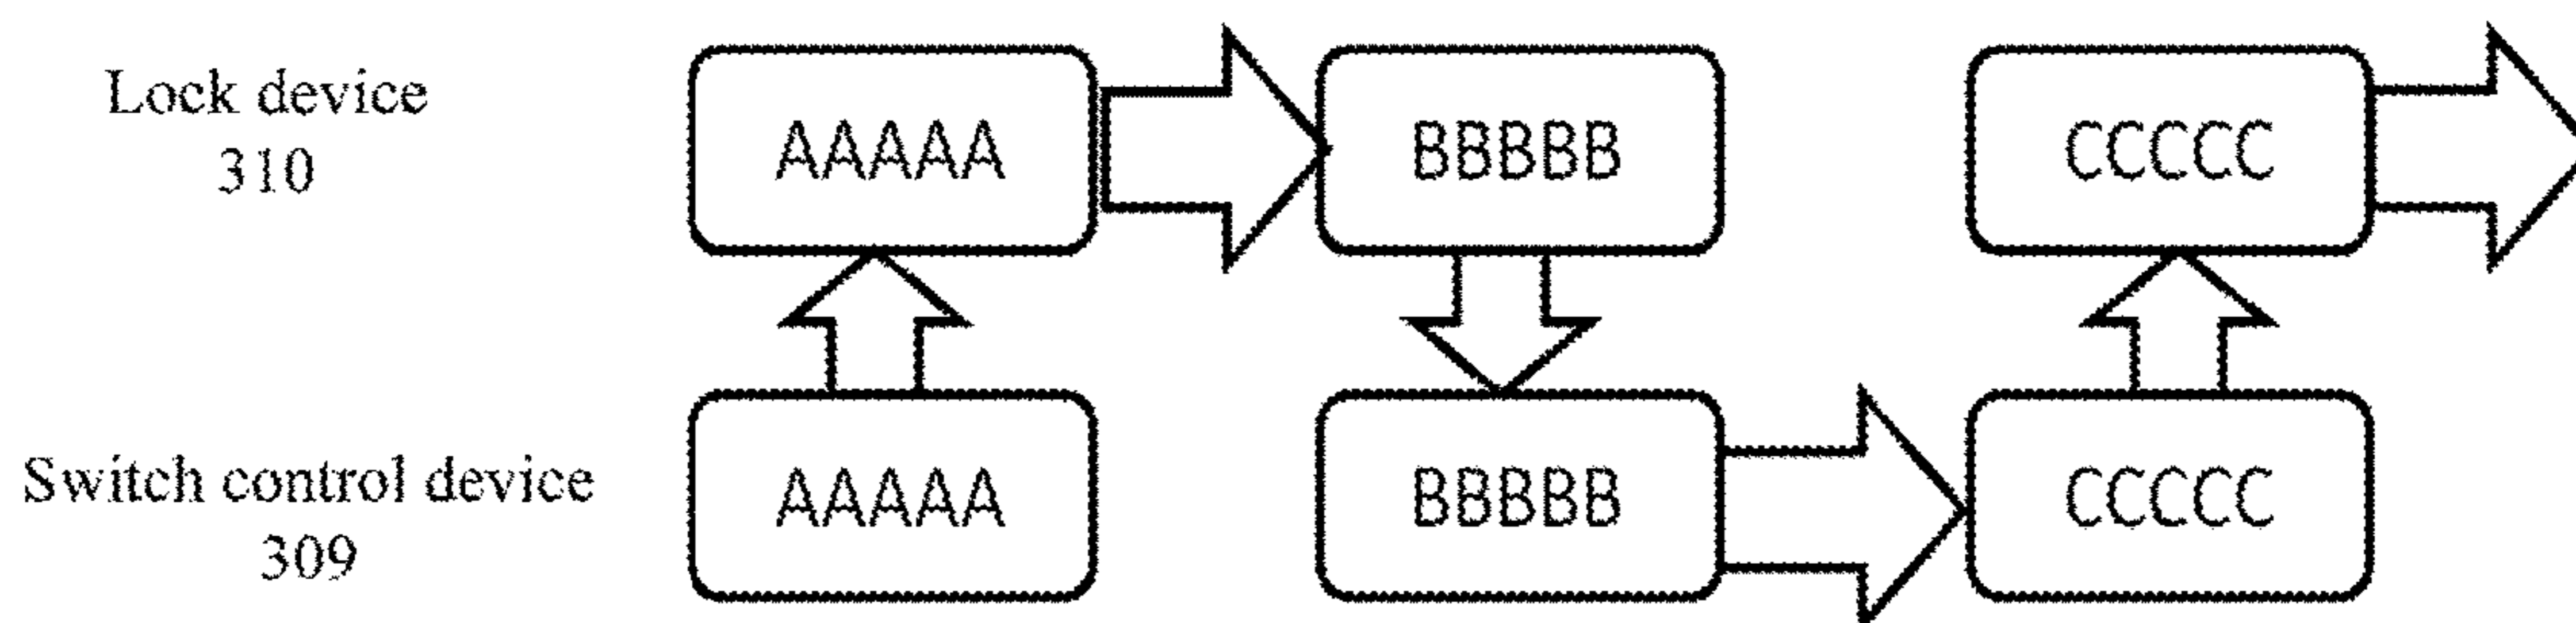 Lock device
310
AAAAA
BBBBB
CCCCC
Switch control device
309
AAAAA
BBBBB
CCCCC